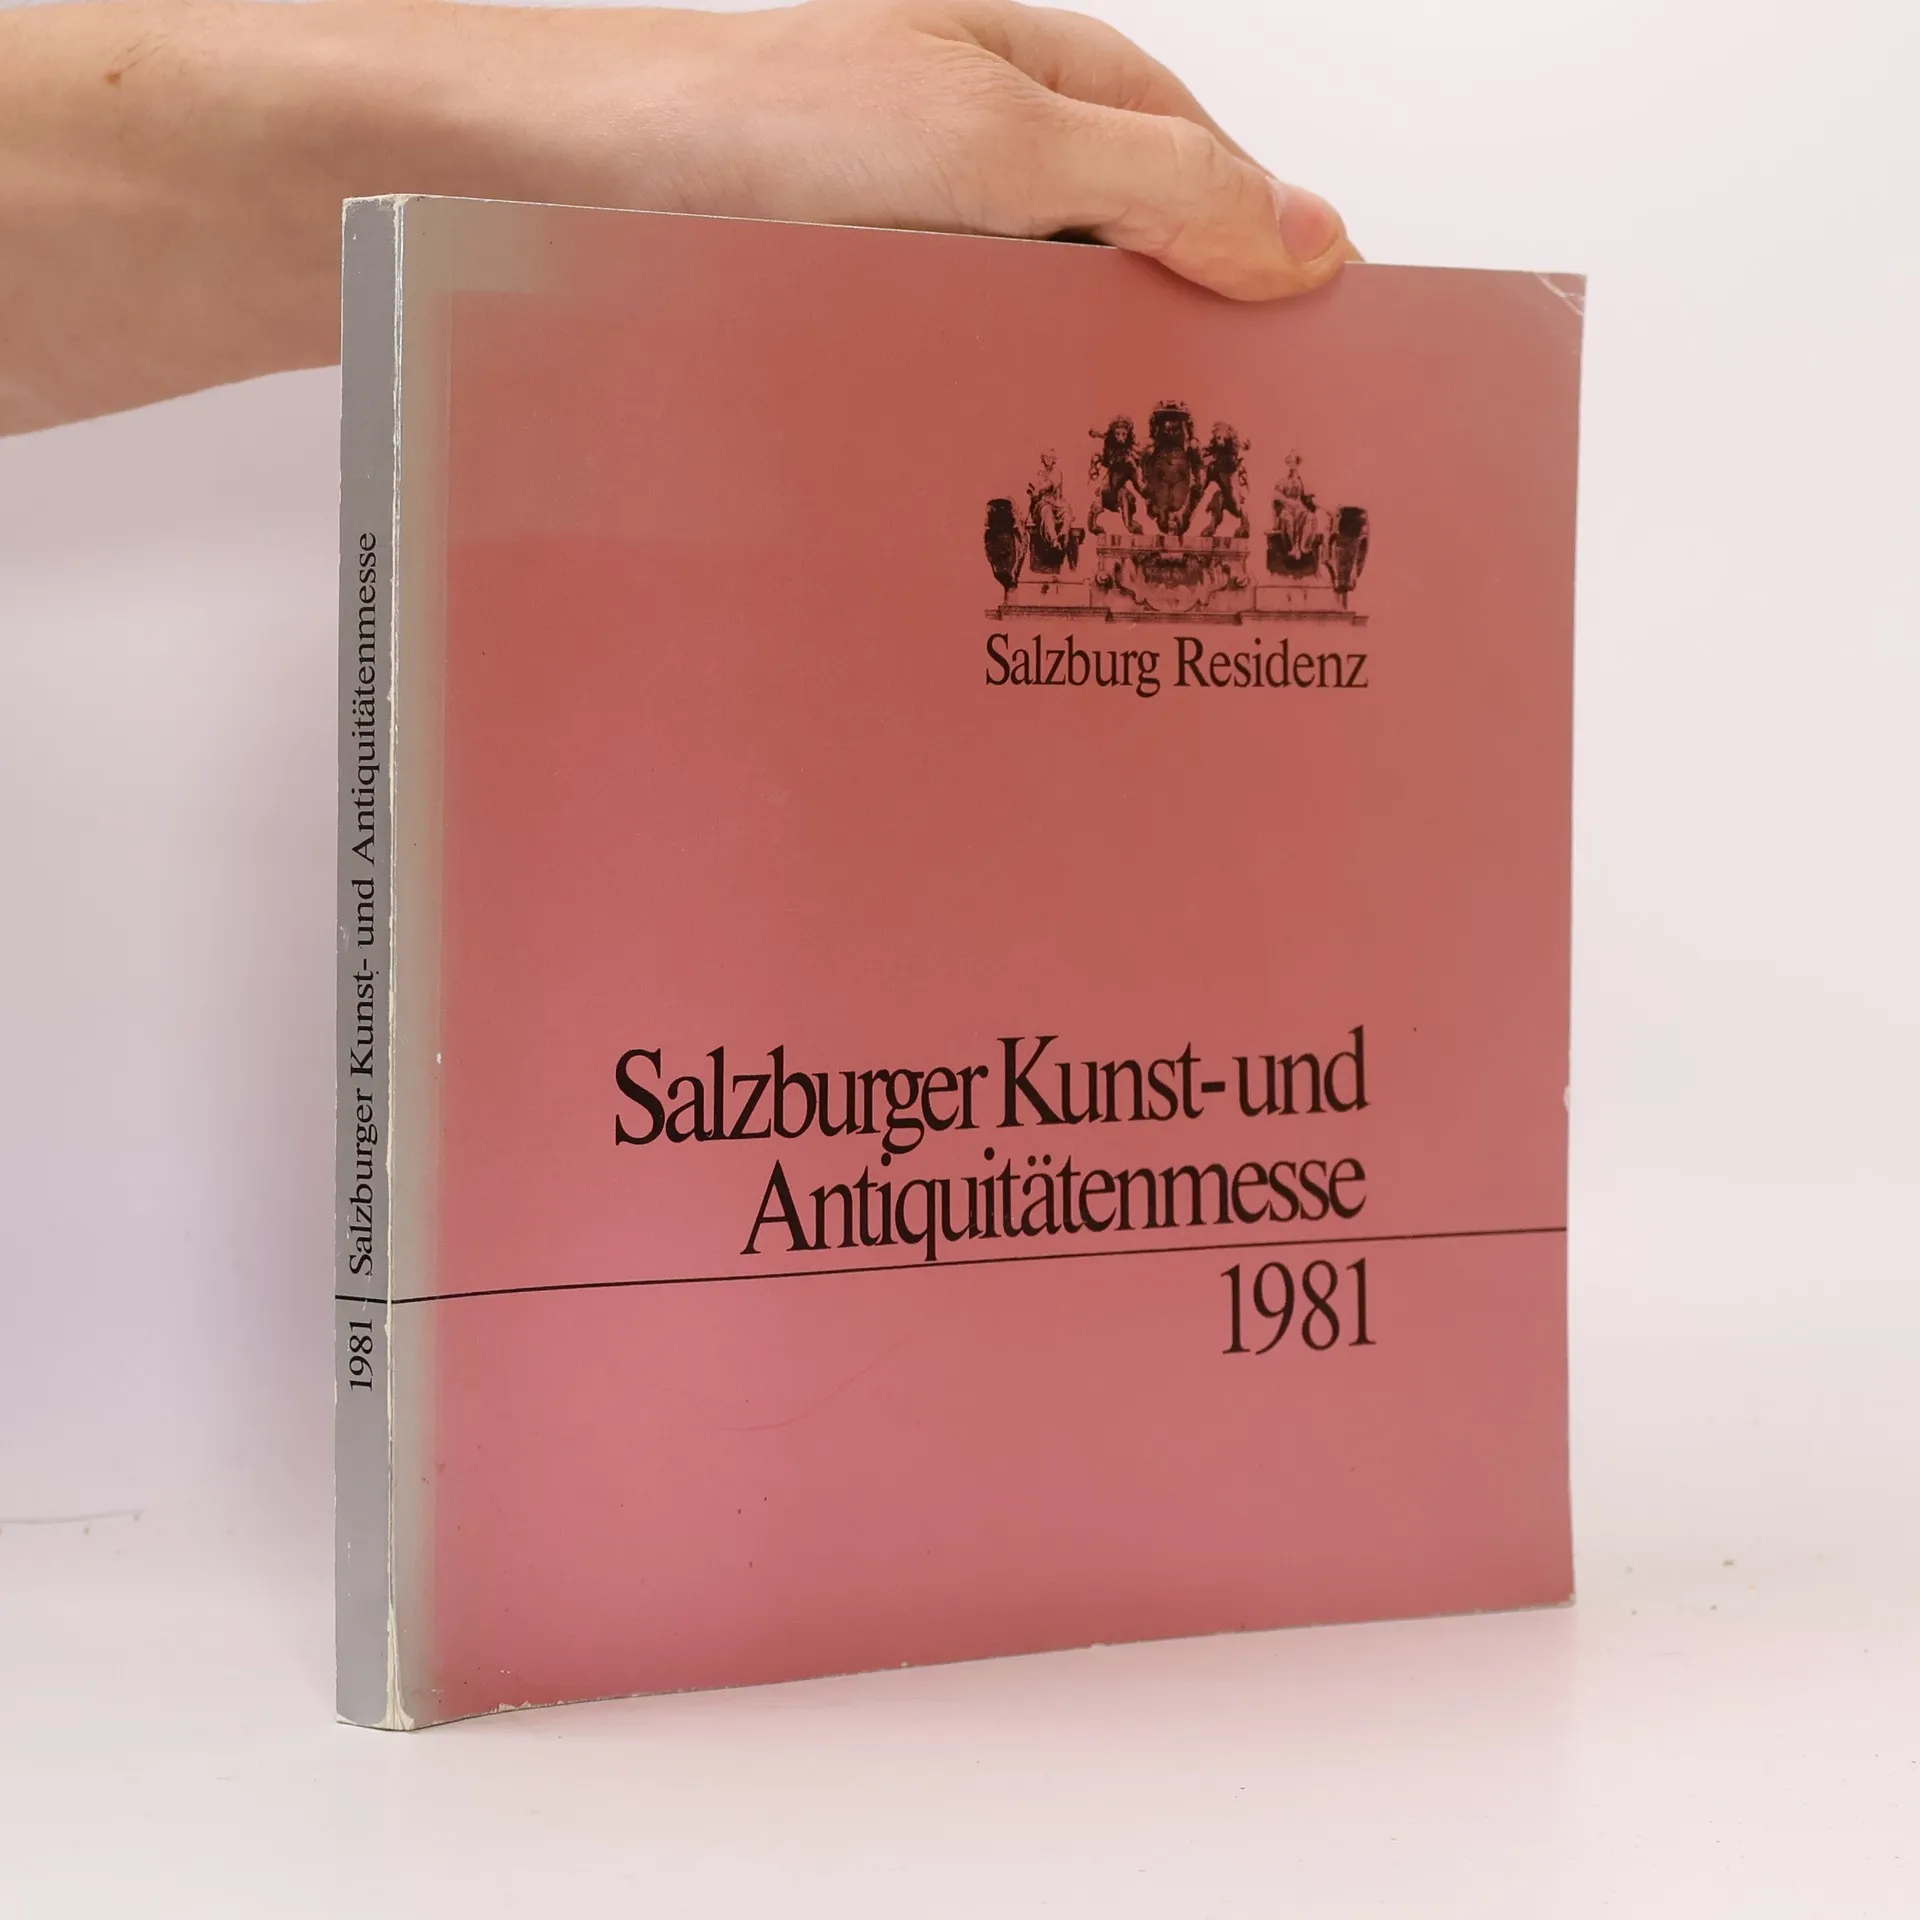 1981 Salzburger Kunst- und Antiquitätenmesse
Salzburg Residenz
Salzburger Kunst- und
Antiquitätenmesse
1981